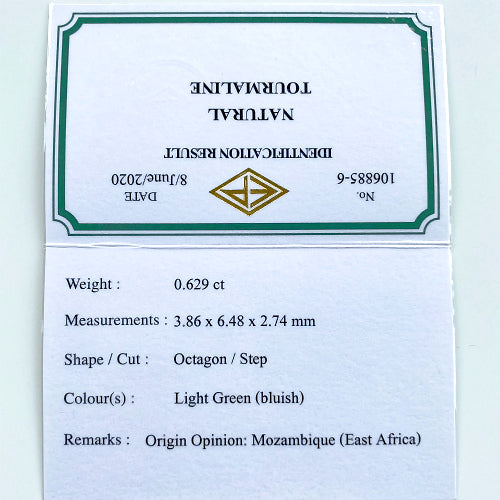 No. 106885-6
DATE 8/June/2020
IDENTIFICATION RESULT
NATURAL
TOURMALINE
Weight : 0.629 ct
Measurements : 3.86 x 6.48 x 2.74 mm
Shape / Cut : Octagon / Step
Colour(s) : Light Green (bluish)
Remarks : Origin Opinion: Mozambique (East Africa)